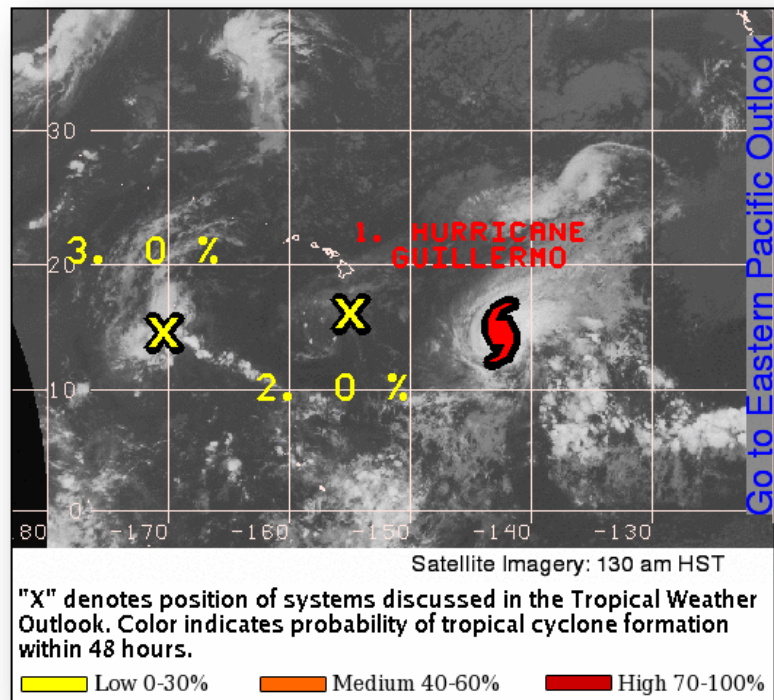 30
1. HURRICANE
GUILLERMO
3. 0 %
20
X
X
2. 0 %
10
0
80 -170 -160 -150 -140 -130
Go to Eastern Pacific Outlook
Satellite Imagery: 130 am HST
"X" denotes position of systems discussed in the Tropical Weather
Outlook. Color indicates probability of tropical cyclone formation
within 48 hours.
Low 0-30% Medium 40-60% High 70-100%